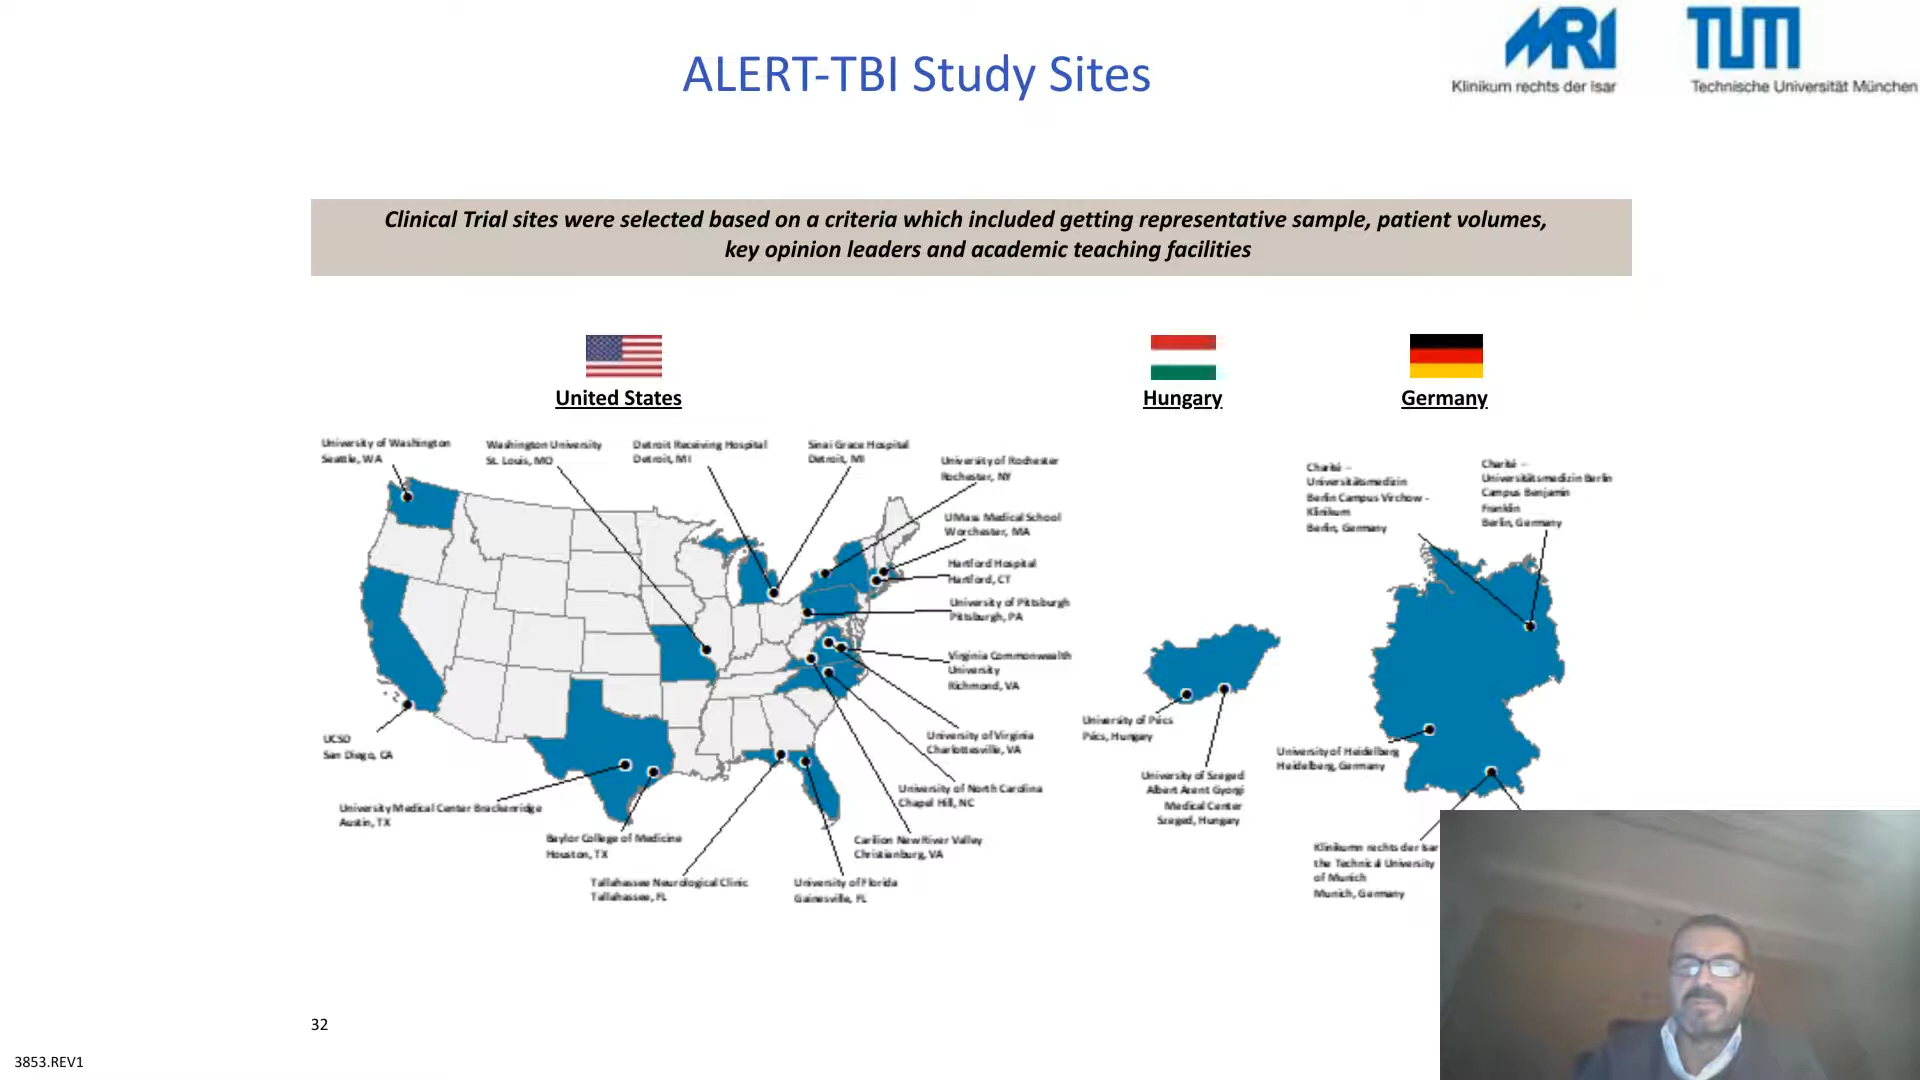 MRI
TUM
Klinikum rechts der Isar
Technische Universität München
ALERT-TBI Study Sites
Clinical Trial sites were selected based on a criteria which included getting representative sample, patient volumes,
key opinion leaders and academic teaching facilities
United States
Hungary
Germany
University of Washington
Seattle, WA
Washington University
St. Louis, MO
Detroit Receiving Hospital
Detroit, MI
Sinai Grace Hospital
Detroit, MI
University of Rochester
Rochester, NY
UMass Medical School
Worchester, MA
Hartford Hospital
Hartford, CT
University of Pittsburgh
Pittsburgh, PA
Virginia Commonwealth
University
Richmond, VA
University of Virginia
Charlottesville, VA
University of North Carolina
Chapel Hill, NC
Carilion New River Valley
Christianburg, VA
University of Florida
Gainesville, FL
Tallahassee Neurological Clinic
Tallahassee, FL
Baylor College of Medicine
Houston, TX
University Medical Center Brackenridge
Austin, TX
UCSD
San Diego, CA
University of Pécs
Pécs, Hungary
University of Szeged
Albert Arent Gyorgi
Medical Center
Szeged, Hungary
Charité –
Universitätsmedizin
Berlin Campus Virchow -
Klinikum
Berlin, Germany
Charité –
Universitätsmedizin Berlin
Campus Benjamin
Franklin
Berlin, Germany
University of Heidelberg
Heidelberg, Germany
Klinikumn rechts der Isar
the Technical University
of Munich
Munich, Germany
32
3853.REV1